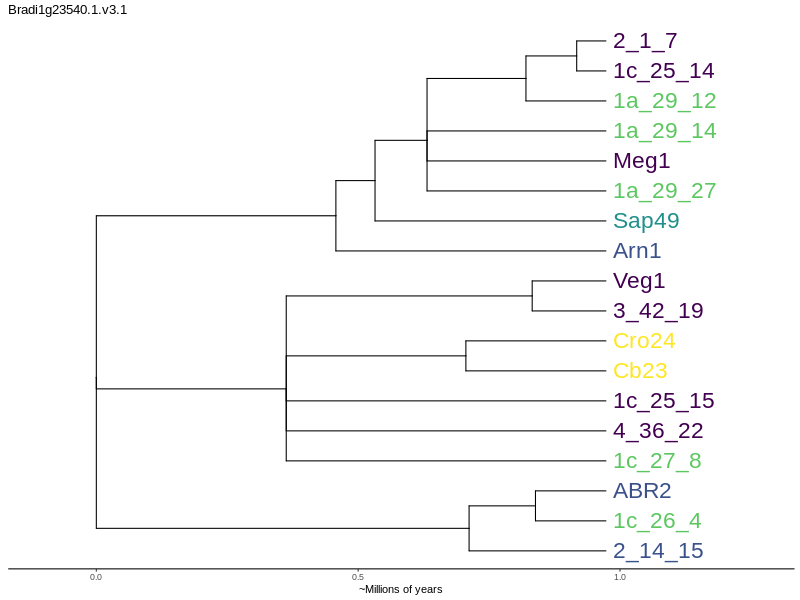 Bradi1g23540.1.v3.1
2_1_7
1c_25_14
1a_29_12
1a_29_14
Meg1
1a_29_27
Sap49
Arn1
Veg1
3_42_19
Cro24
Cb23
1c_25_15
4_36_22
1c_27_8
ABR2
1c_26_4
2_14_15
0.0 0.5 1.0
~Millions of years